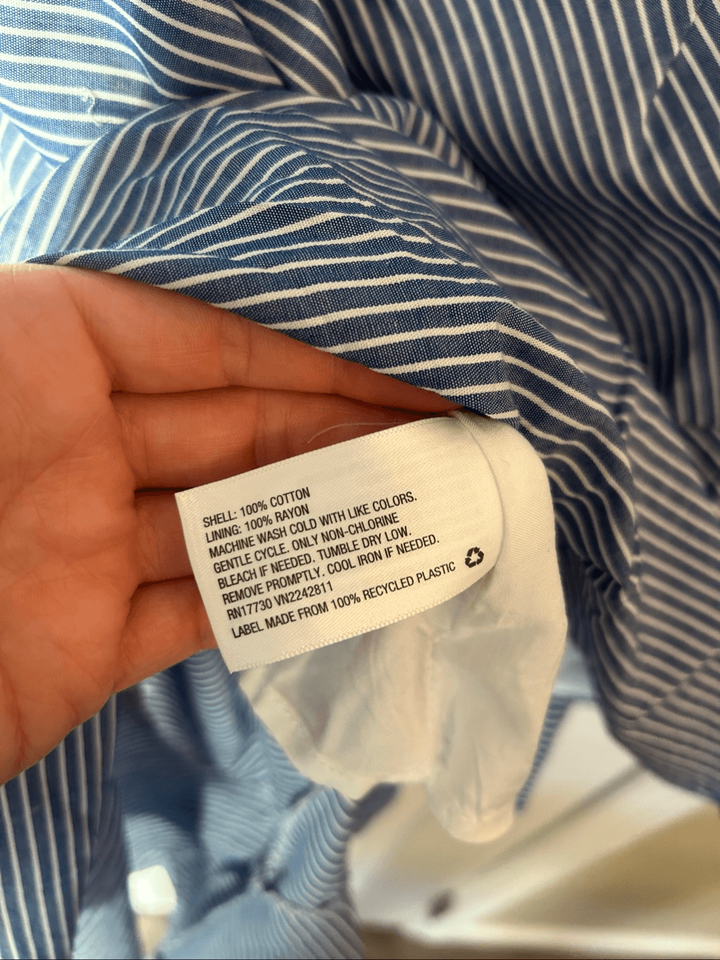 SHELL: 100% COTTON
LINING: 100% RAYON
MACHINE WASH COLD WITH LIKE COLORS.
GENTLE CYCLE. ONLY NON-CHLORINE
BLEACH IF NEEDED. TUMBLE DRY LOW.
REMOVE PROMPTLY. COOL IRON IF NEEDED.
RN17730 VN2242811
LABEL MADE FROM 100% RECYCLED PLASTIC